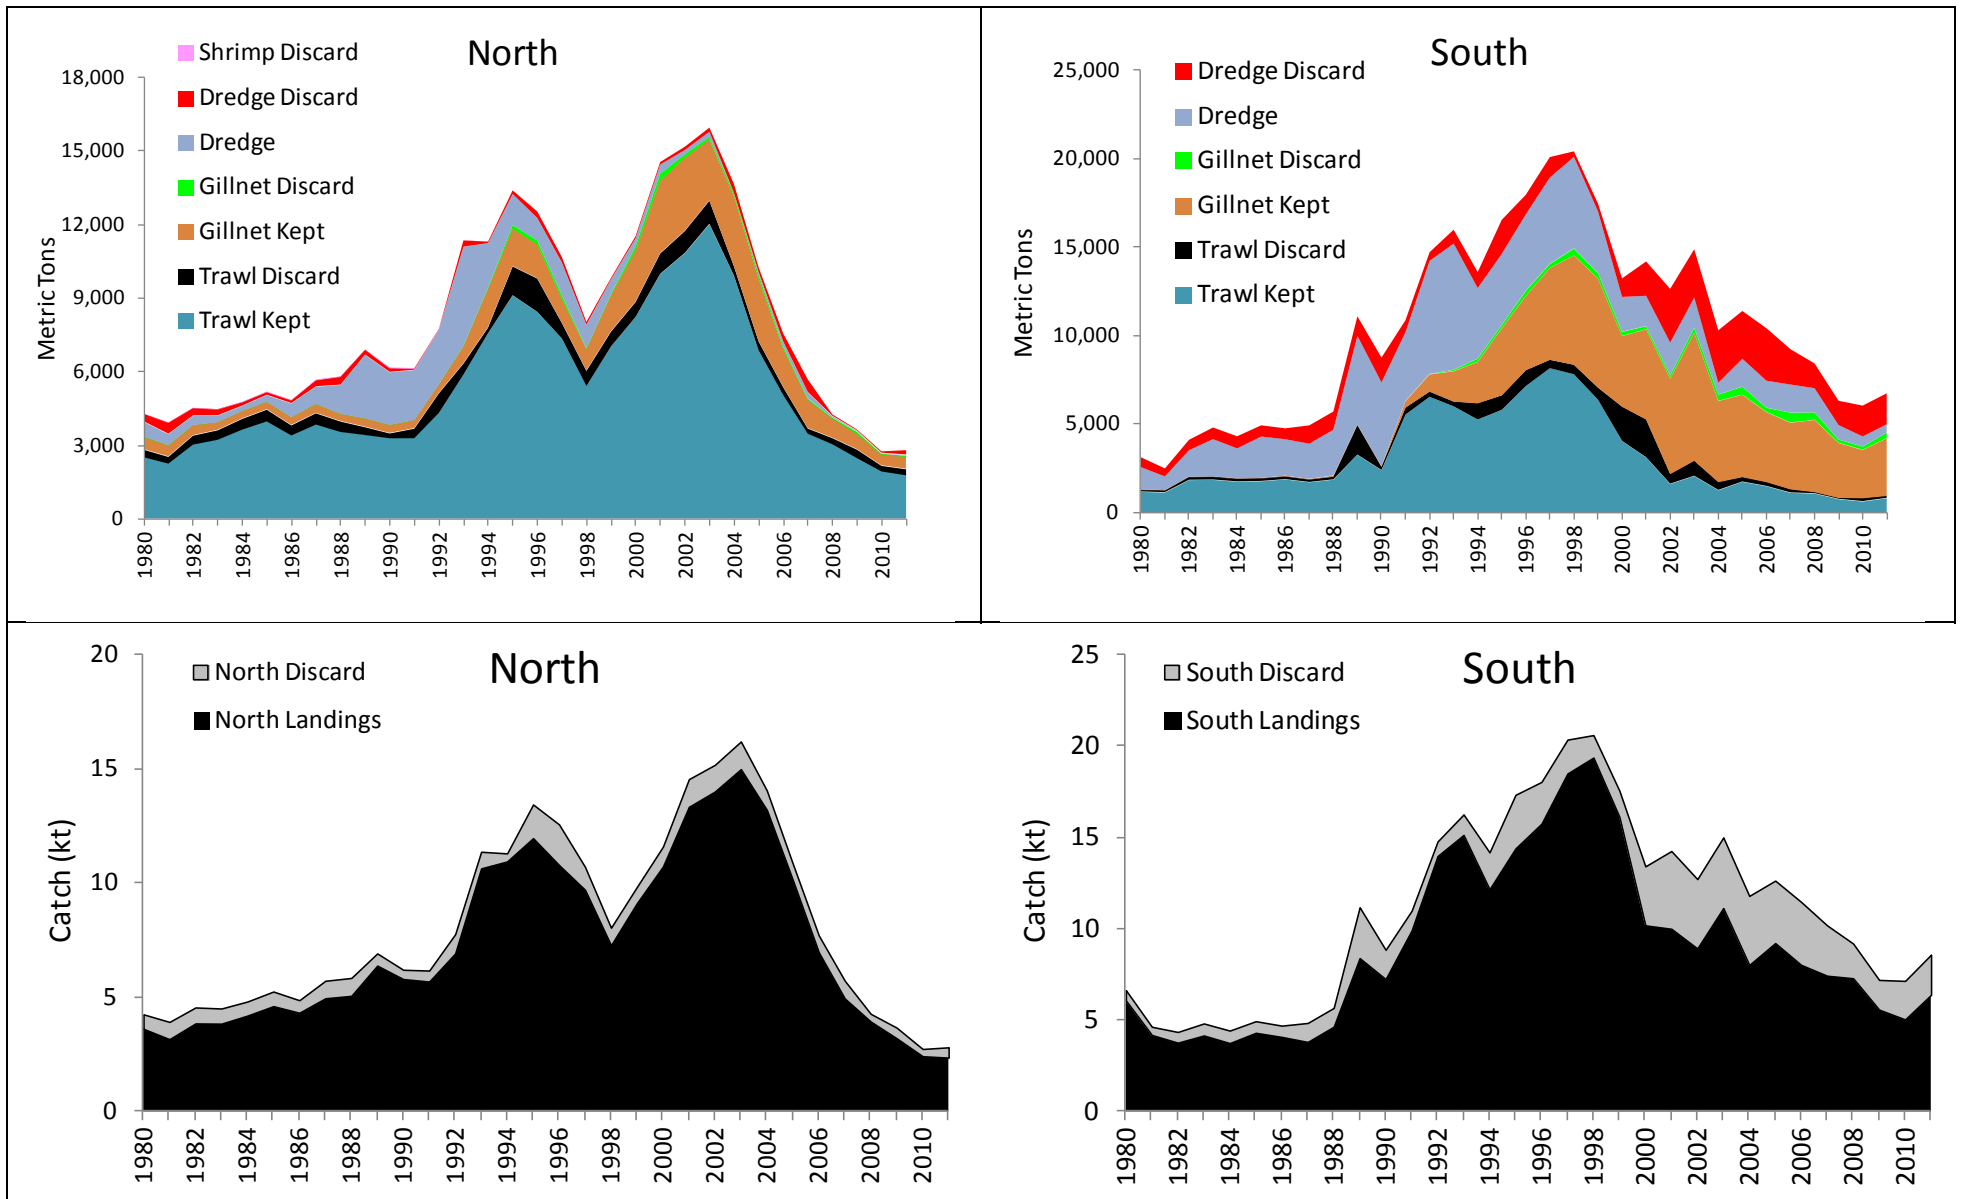 North
Shrimp Discard
Dredge Discard
Dredge
Gillnet Discard
Gillnet Kept
Trawl Discard
Trawl Kept
Metric Tons
18,000
15,000
12,000
9,000
6,000
3,000
0
1980 1982 1984 1986 1988 1990 1992 1994 1996 1998 2000 2002 2004 2006 2008 2010
South
Dredge Discard
Dredge
Gillnet Discard
Gillnet Kept
Trawl Discard
Trawl Kept
Metric Tons
25,000
20,000
15,000
10,000
5,000
0
1980 1982 1984 1986 1988 1990 1992 1994 1996 1998 2000 2002 2004 2006 2008 2010
North
North Discard
North Landings
Catch (kt)
20
15
10
5
0
1980 1982 1984 1986 1988 1990 1992 1994 1996 1998 2000 2002 2004 2006 2008 2010
South
South Discard
South Landings
Catch (kt)
25
20
15
10
5
0
1980 1982 1984 1986 1988 1990 1992 1994 1996 1998 2000 2002 2004 2006 2008 2010